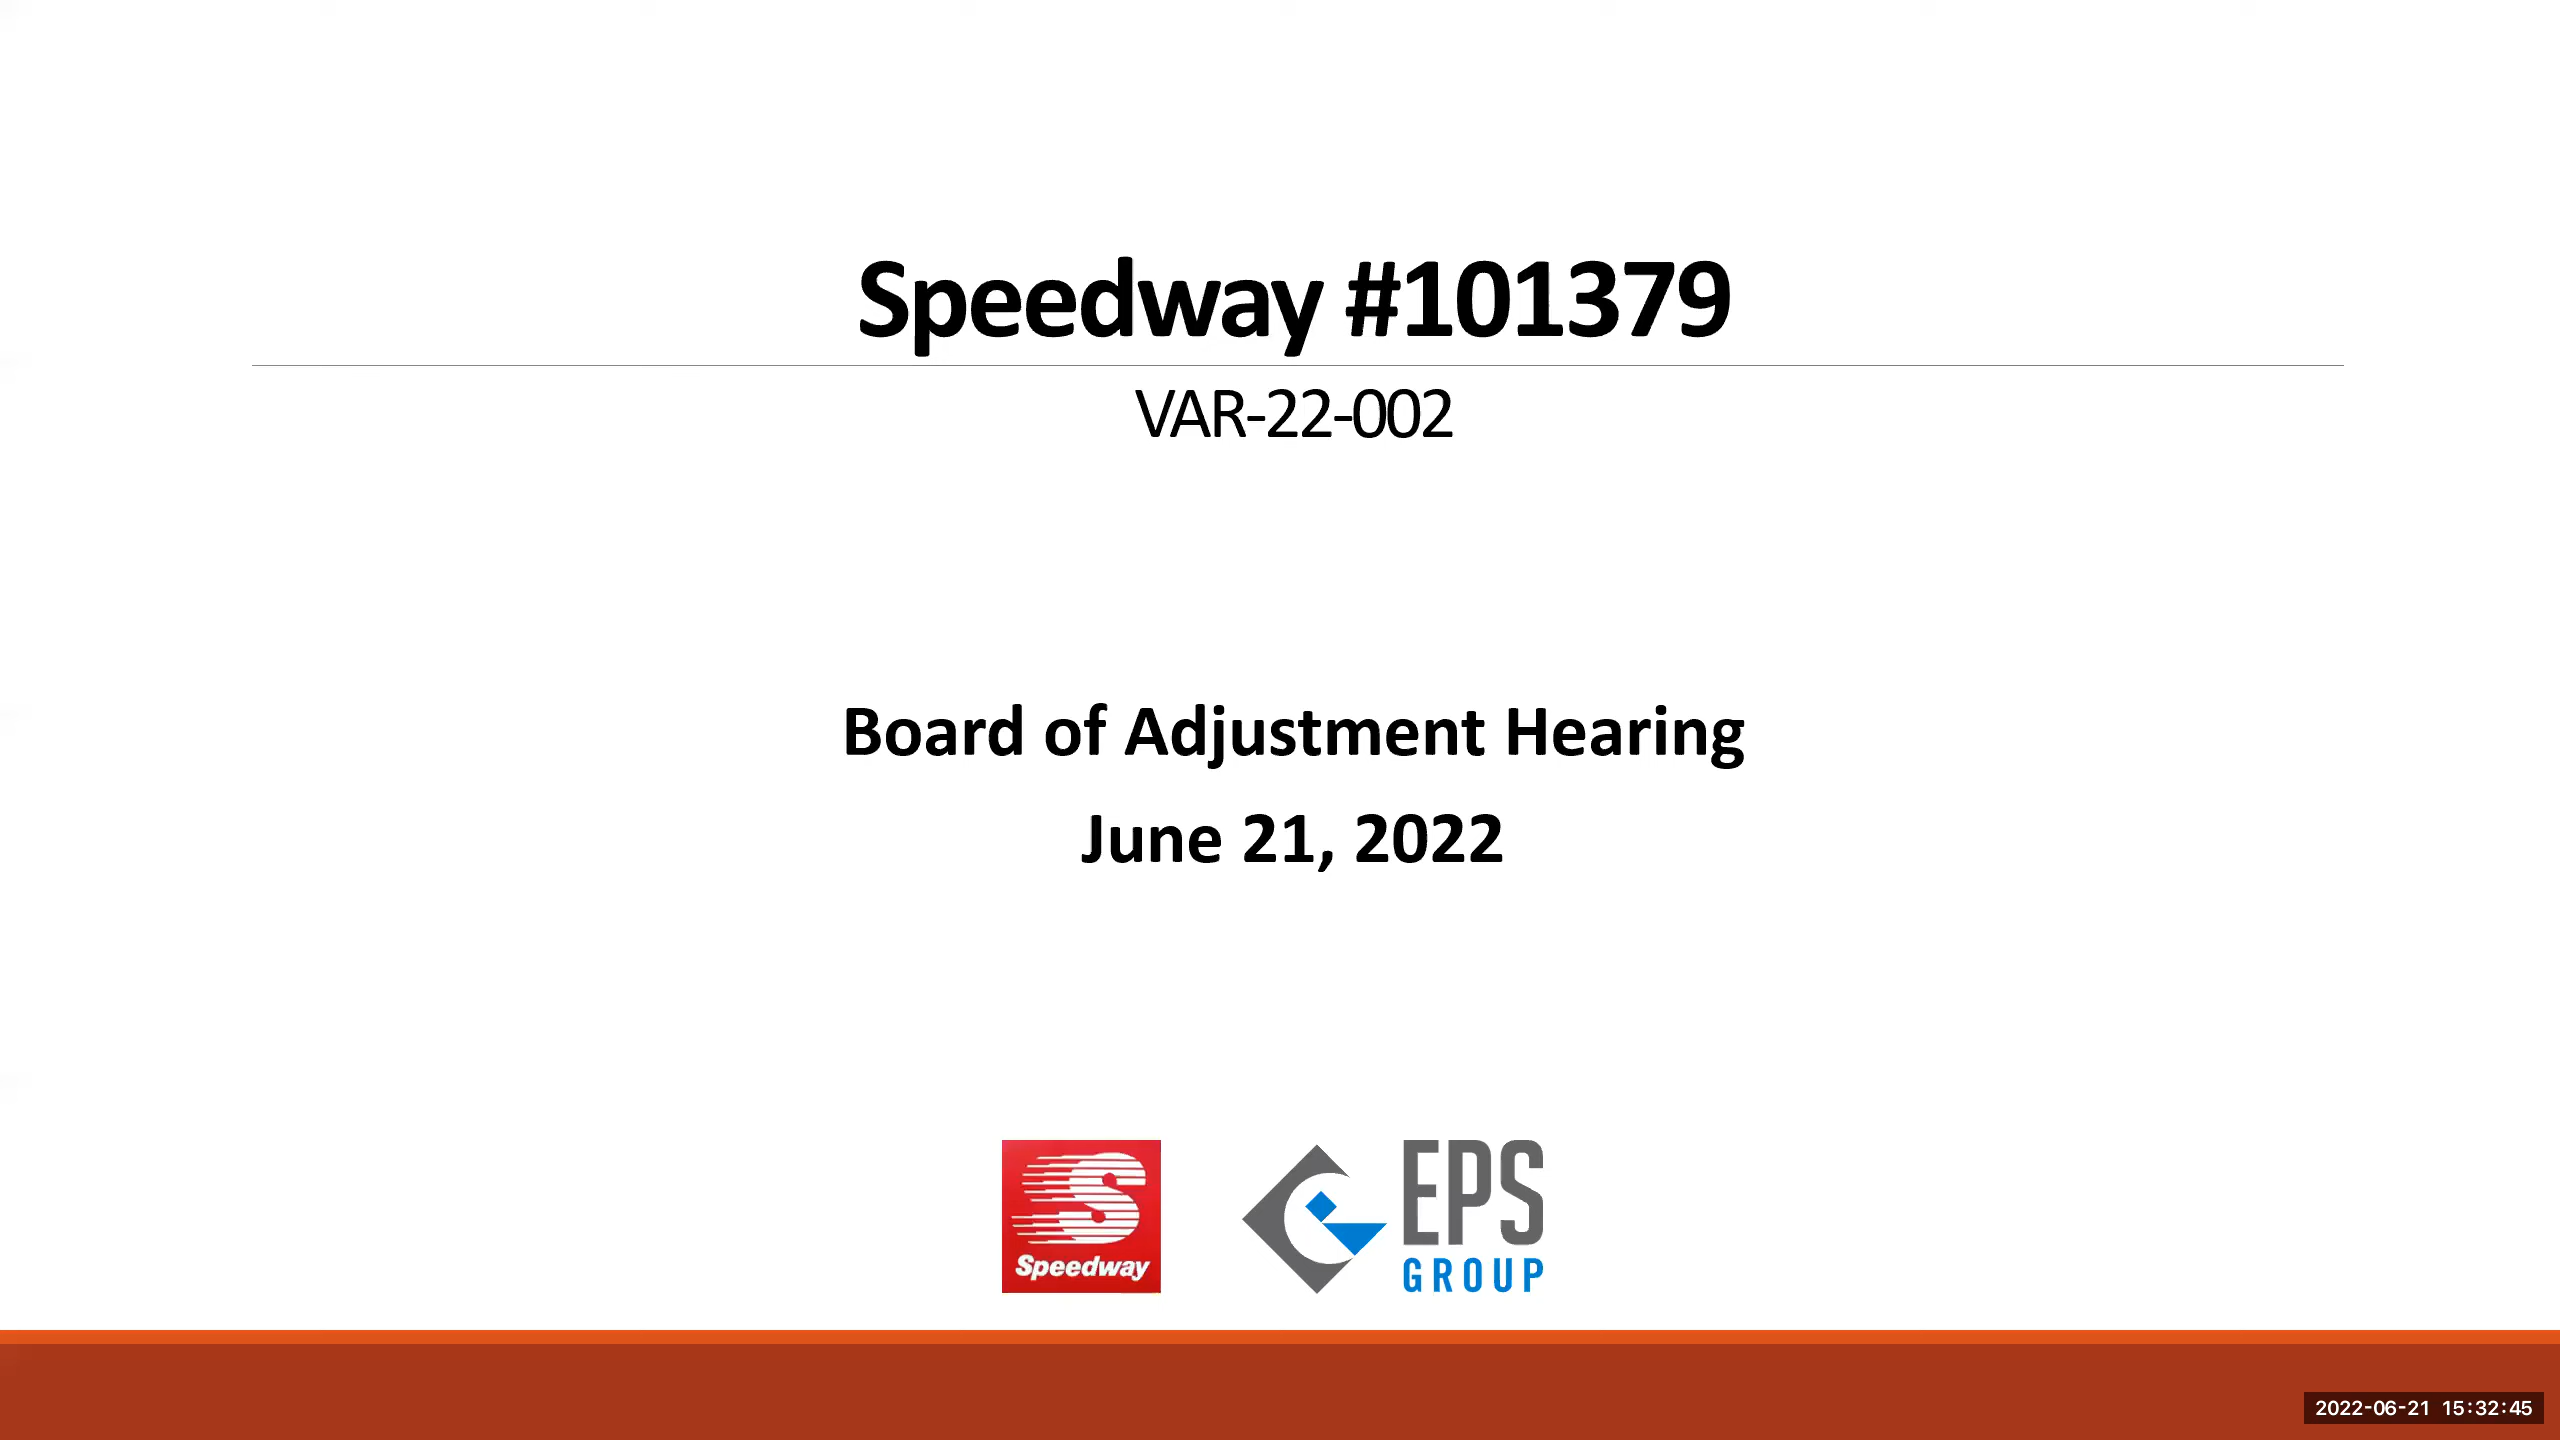 Speedway #101379
VAR-22-002
Board of Adjustment Hearing
June 21, 2022
Speedway
EPS
GROUP
2022-06-21 15:32:45